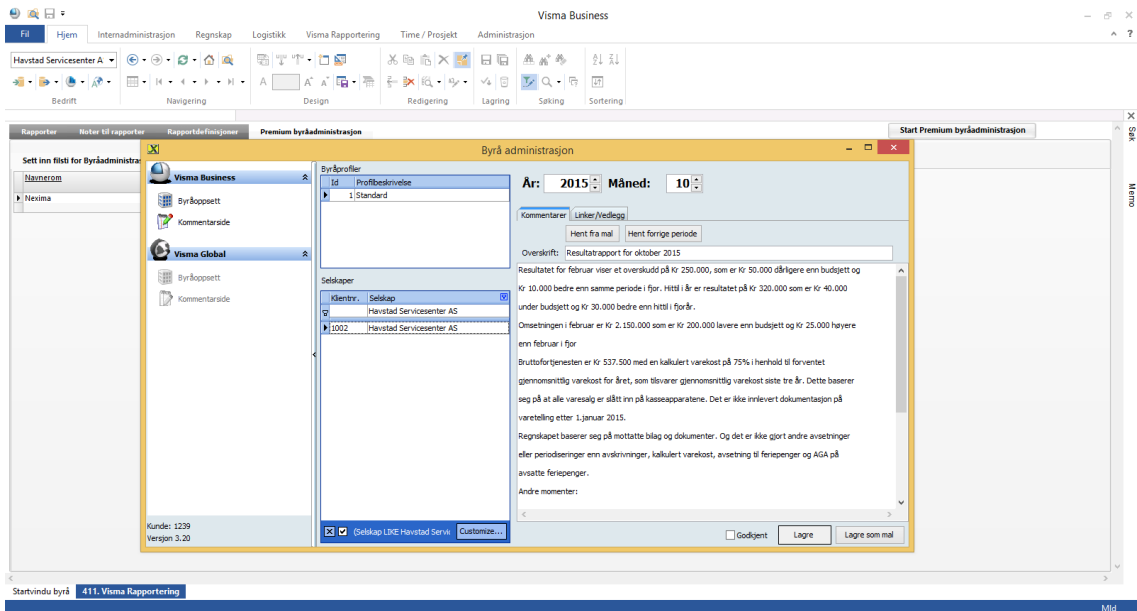 Visma Business
Fil Hjem Internadministrasjon Regnskap Logistikk Visma Rapportering Time / Prosjekt Administrasjon
Havstad Servicesenter A
Bedrift Navigering Design Redigering Lagring Søking Sortering
Rapporter Noter til rapporter Rapportdefinisjoner Premium byråadministrasjon Start Premium byråadministrasjon
Søk
Memo
Sett inn filsti for Byråadministras
Navnerom
Nexima
Byrå administrasjon
Visma Business
Byråoppsett
Kommentarside
Visma Global
Byråoppsett
Kommentarside
Kunde: 1239
Versjon 3.20
Byråprofiler
Id Profilbeskrivelse
1 Standard
Selskaper
Klientnr. Selskap
Havstad Servicesenter AS
1002 Havstad Servicesenter AS
(Selskap LIKE Havstad Servic Customize...
År: 2015 Måned: 10
Kommentarer Linker/Vedlegg
Hent fra mal Hent forrige periode
Overskrift: Resultatrapport for oktober 2015
Resultatet for februar viser et overskudd på Kr 250.000, som er Kr 50.000 dårligere enn budsjett og
Kr 10.000 bedre enn samme periode i fjor. Hittil i år er resultatet på Kr 320.000 som er Kr 40.000
under budsjett og Kr 30.000 bedre enn hittil i fjorår.
Omsetningen i februar er Kr 2.150.000 som er Kr 200.000 lavere enn budsjett og Kr 25.000 høyere
enn februar i fjor
Bruttofortjenesten er Kr 537.500 med en kalkulert varekost på 75% i henhold til forventet
gjennomsnittlig varekost for året, som tilsvarer gjennomsnittlig varekost siste tre år. Dette baserer
seg på at alle varesalg er slått inn på kasseapparatene. Det er ikke innlevert dokumentasjon på
varetelling etter 1.januar 2015.
Regnskapet baserer seg på mottatte bilag og dokumenter. Og det er ikke gjort andre avsetninger
eller periodiseringer enn avskrivninger, kalkulert varekost, avsetning til feriepenger og AGA på
avsatte feriepenger.
Andre momenter:
Godkjent Lagre Lagre som mal
Startvindu byrå 411. Visma Rapportering
Mld